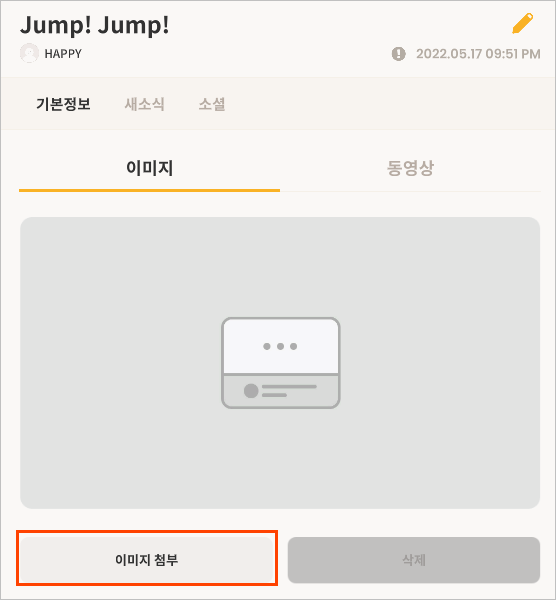 Jump! Jump!
HAPPY
2022.05.17 09:51 PM
기본정보 새소식 소셜
이미지 동영상
이미지 첨부 삭제